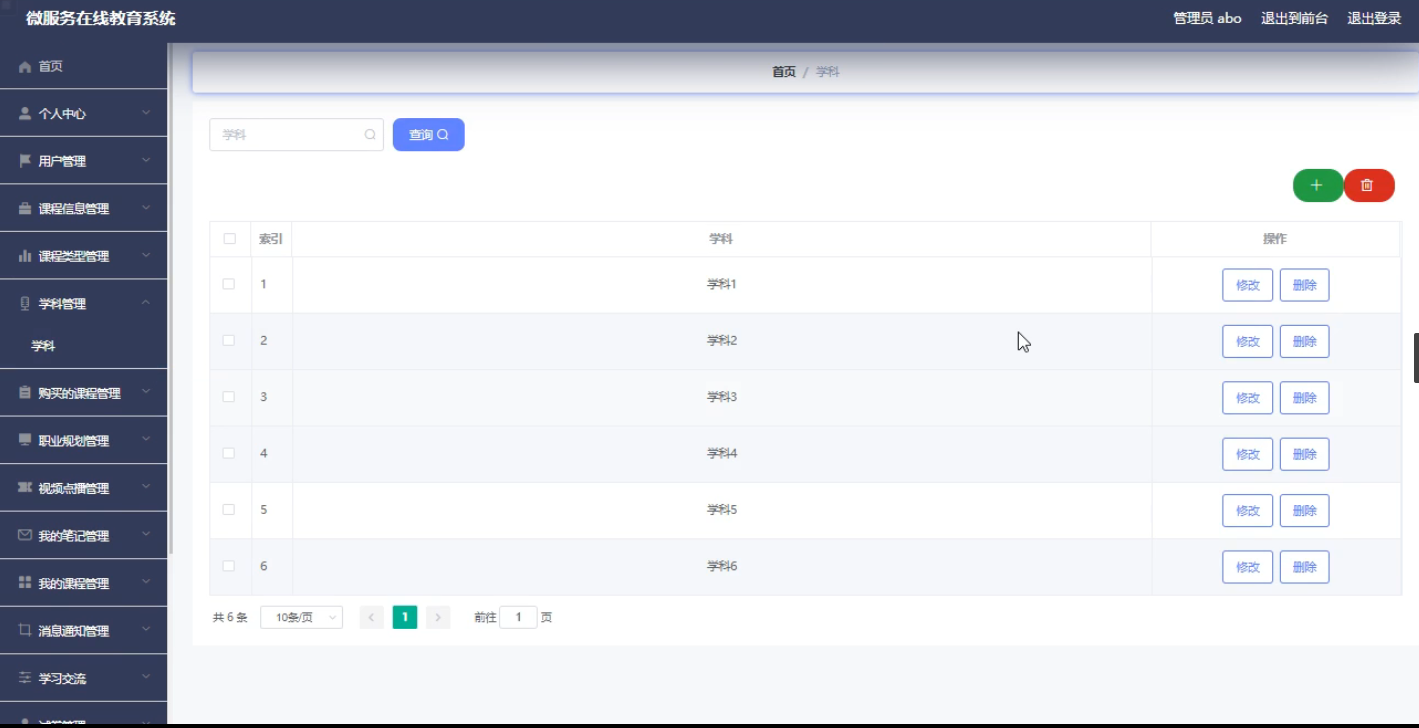 微服务在线教育系统
管理员 abo 退出到前台 退出登录
首页
个人中心
用户管理
课程信息管理
课程类型管理
学科管理
学科
购买的课程管理
职业规划管理
视频点播管理
我的笔记管理
我的课程管理
消息通知管理
学习交流
首页 / 学科
学科 查询
索引 学科 操作
1 学科1 修改 删除
2 学科2 修改 删除
3 学科3 修改 删除
4 学科4 修改 删除
5 学科5 修改 删除
6 学科6 修改 删除
共 6 条 10条/页 1 前往 1 页